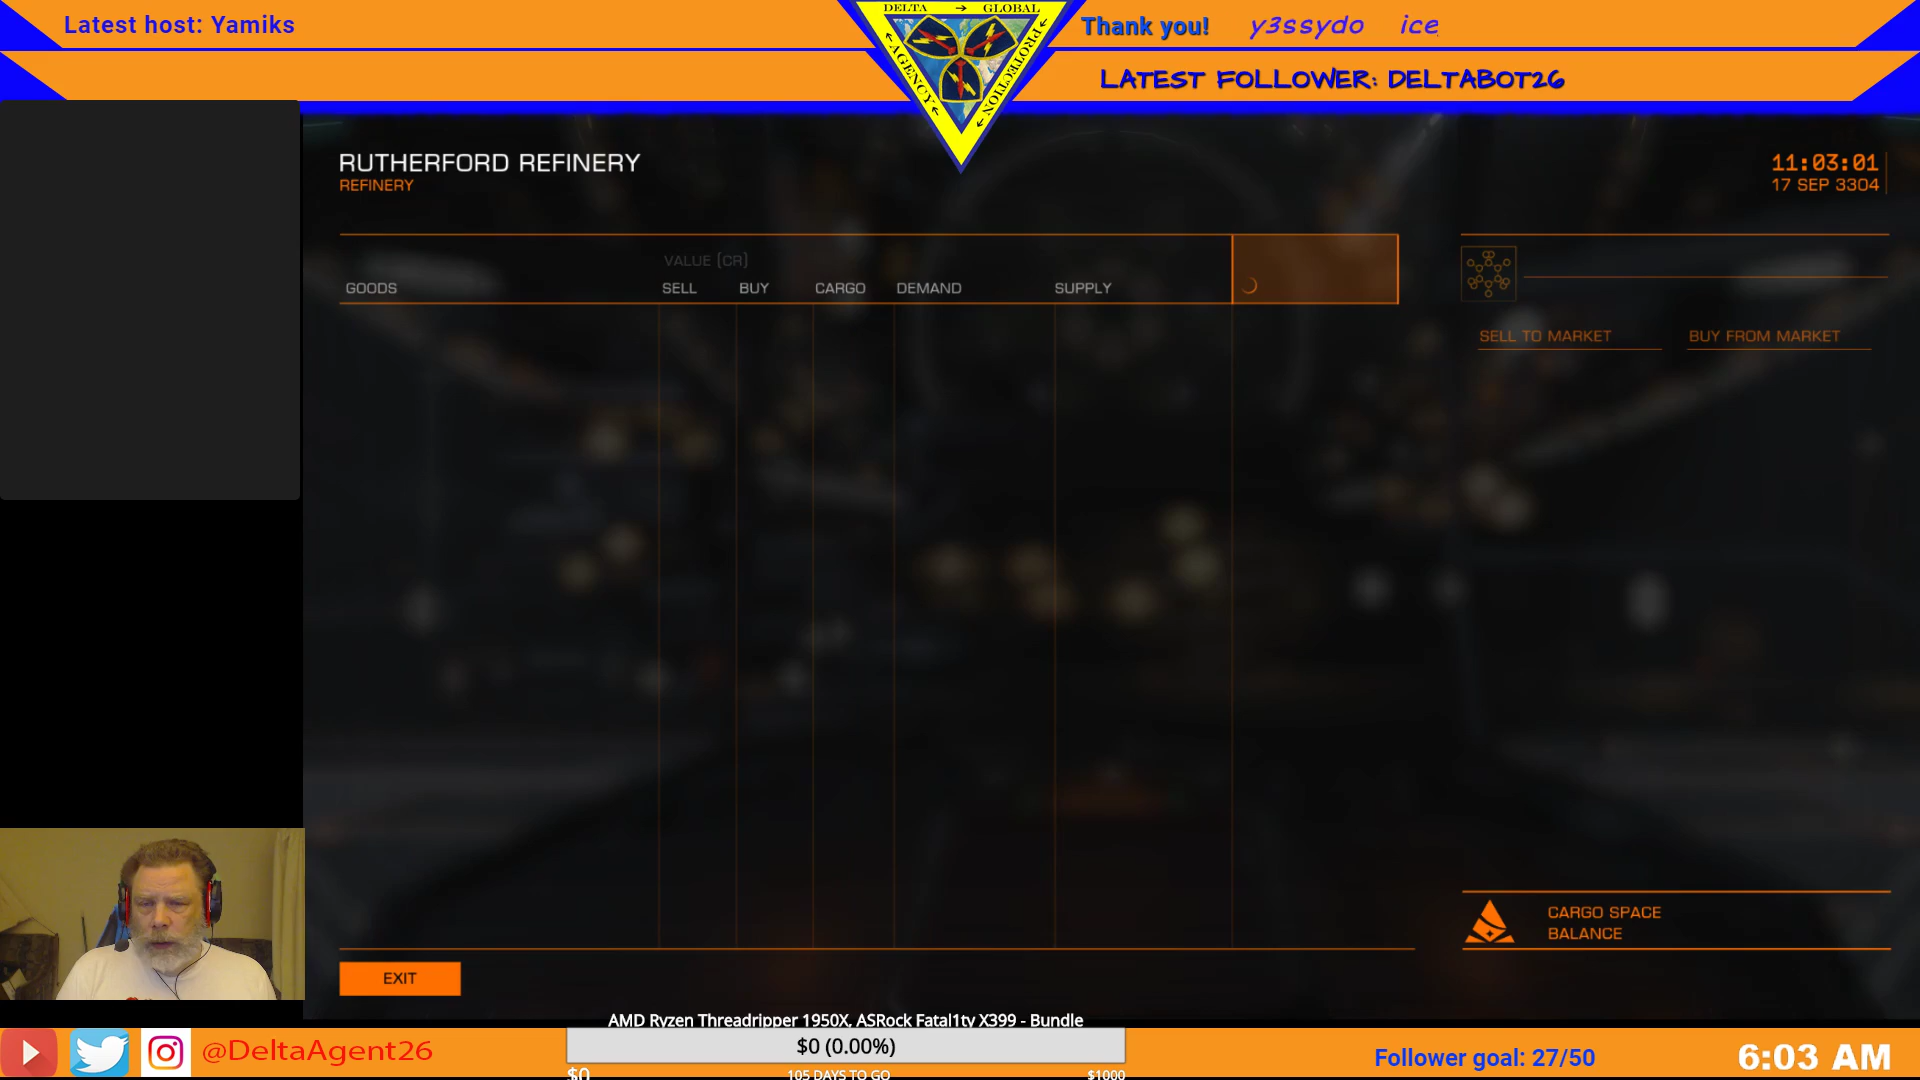 Latest host: Yamiks
DELTA → GLOBAL
PROTECTION
AGENCY
Thank you! y3ssydo ice
LATEST FOLLOWER: DELTABOT26
RUTHERFORD REFINERY
REFINERY
11:03:01
17 SEP 3304
VALUE (CR)
GOODS SELL BUY CARGO DEMAND SUPPLY
SELL TO MARKET BUY FROM MARKET
CARGO SPACE
BALANCE
EXIT
AMD Ryzen Threadripper 1950X, ASRock Fatal1ty X399 - Bundle
$0 (0.00%)
$0 105 DAYS TO GO $1000
@DeltaAgent26
Follower goal: 27/50
6:03 AM